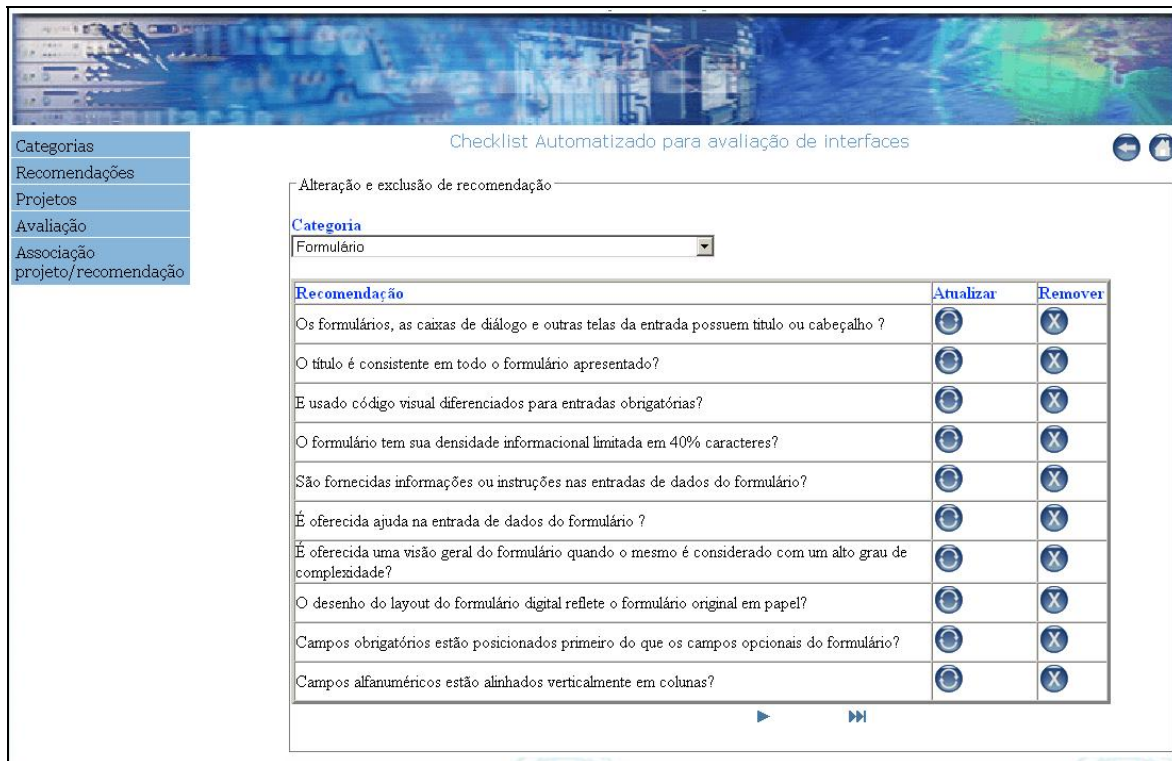 núcleo
utação
Checklist Automatizado para avaliação de interfaces
Categorias
Recomendações
Projetos
Avaliação
Associação
projeto/recomendação
Alteração e exclusão de recomendação
Categoria
Formulário
Recomendação Atualizar Remover
Os formulários, as caixas de diálogo e outras telas da entrada possuem titulo ou cabeçalho ?
O título é consistente em todo o formulário apresentado?
E usado código visual diferenciados para entradas obrigatórias?
O formulário tem sua densidade informacional limitada em 40% caracteres?
São fornecidas informações ou instruções nas entradas de dados do formulário?
É oferecida ajuda na entrada de dados do formulário ?
É oferecida uma visão geral do formulário quando o mesmo é considerado com um alto grau de
complexidade?
O desenho do layout do formulário digital reflete o formulário original em papel?
Campos obrigatórios estão posicionados primeiro do que os campos opcionais do formulário?
Campos alfanuméricos estão alinhados verticalmente em colunas?